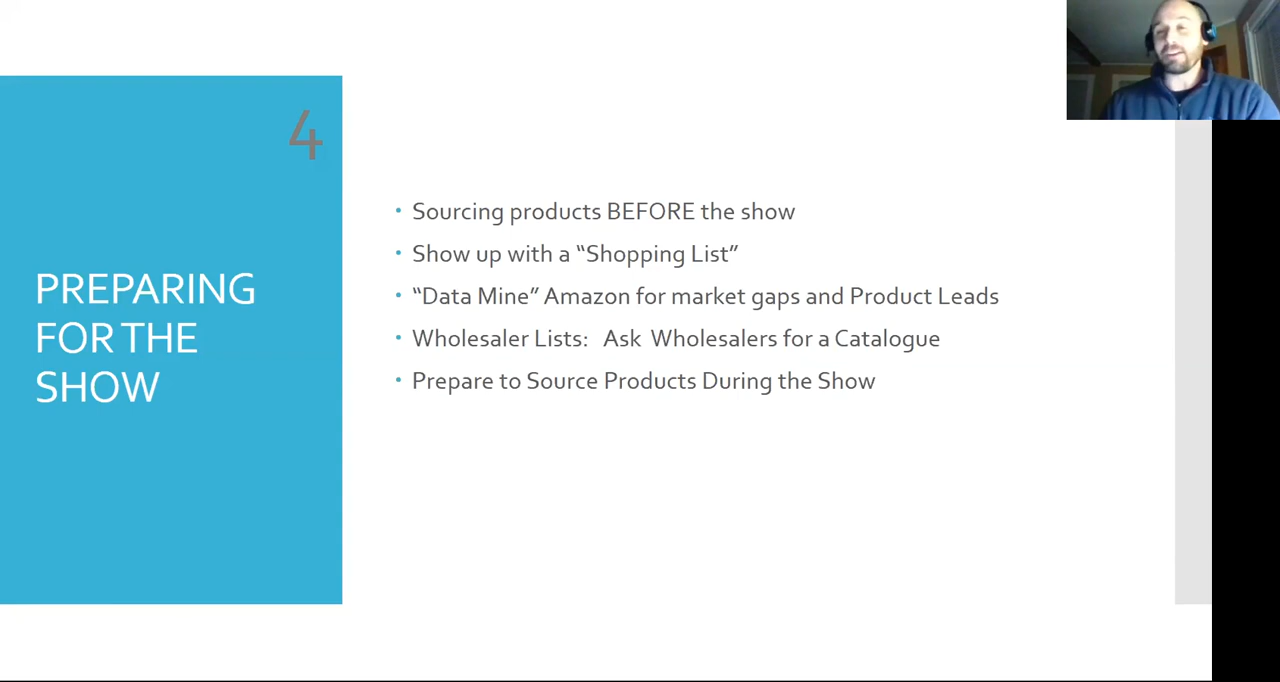 4
PREPARING
FOR THE
SHOW
• Sourcing products BEFORE the show
• Show up with a “Shopping List”
• “Data Mine” Amazon for market gaps and Product Leads
• Wholesaler Lists:  Ask  Wholesalers for a Catalogue
• Prepare to Source Products During the Show